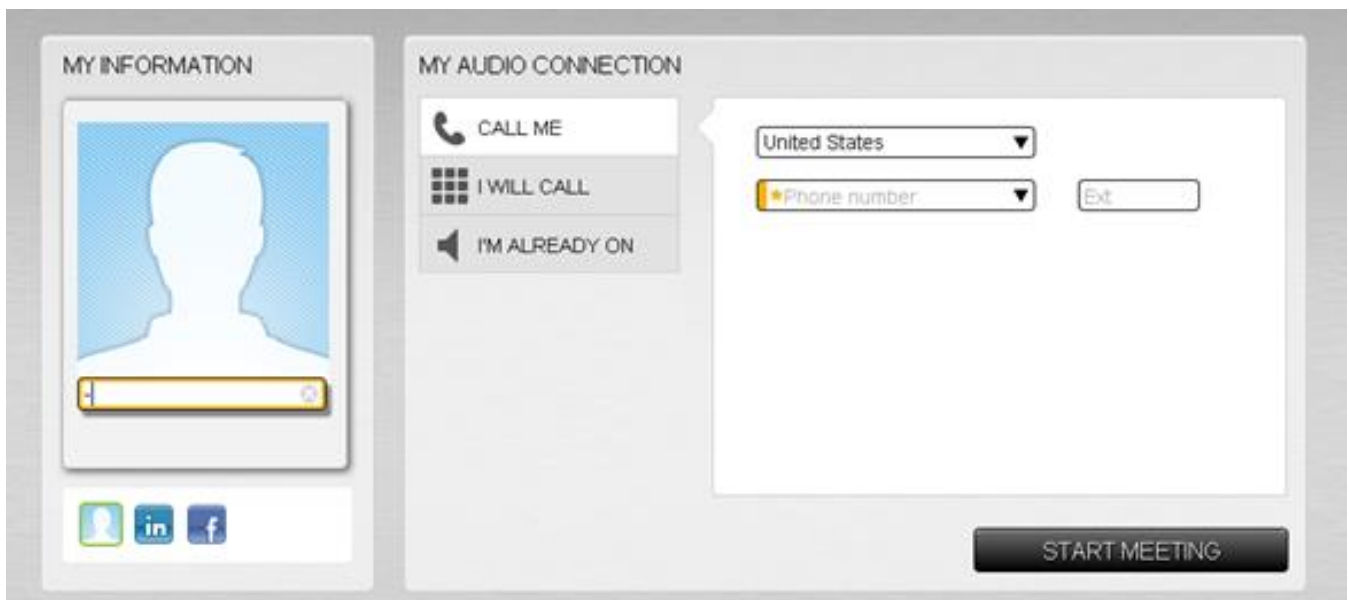 MY INFORMATION
-
in f
MY AUDIO CONNECTION
CALL ME
I WILL CALL
I'M ALREADY ON
United States
*Phone number
Ext
START MEETING